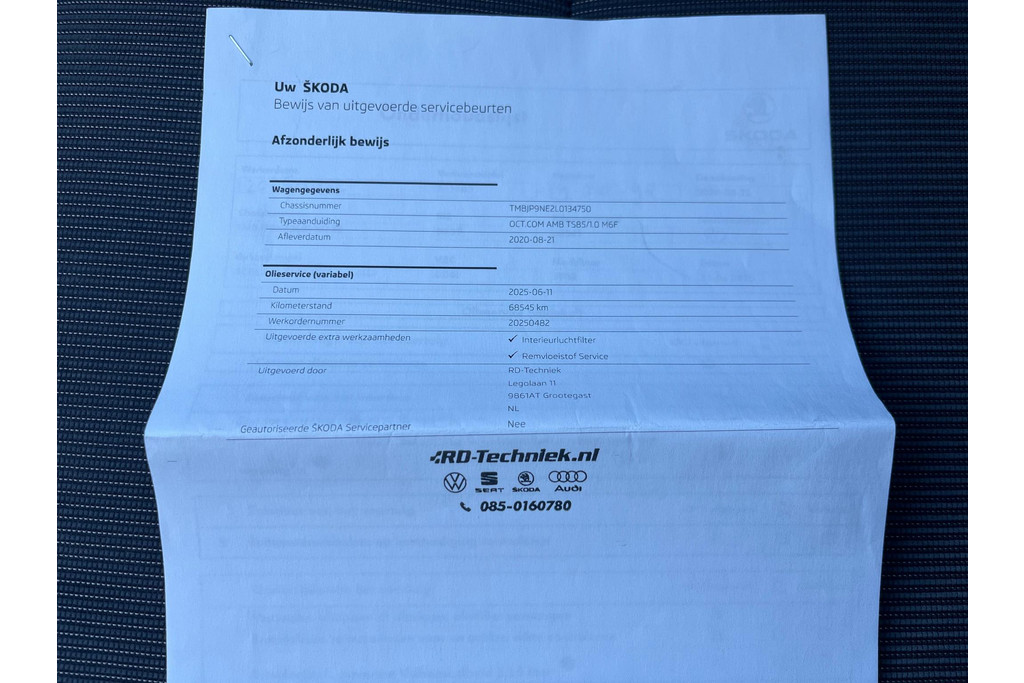 Uw ŠKODA
Bewijs van uitgevoerde servicebeurten
Afzonderlijk bewijs
Wagengegevens
Chassisnummer TMBJP9NE2L0134750
Typeaanduiding OCT.COM AMB TS85/1.0 M6F
Afleverdatum 2020-08-21
Olieservice (variabel)
Datum 2025-06-11
Kilometerstand 68545 km
Werkordernummer 20250482
Uitgevoerde extra werkzaamheden ✓ Interieurluchtfilter
✓ Remvloeistof Service
Uitgevoerd door RD-Techniek
Legolaan 11
9861AT Grootegast
NL
Geautoriseerde ŠKODA Servicepartner Nee
RD-Techniek.nl
SEAT ŠKODA Audi
085-0160780